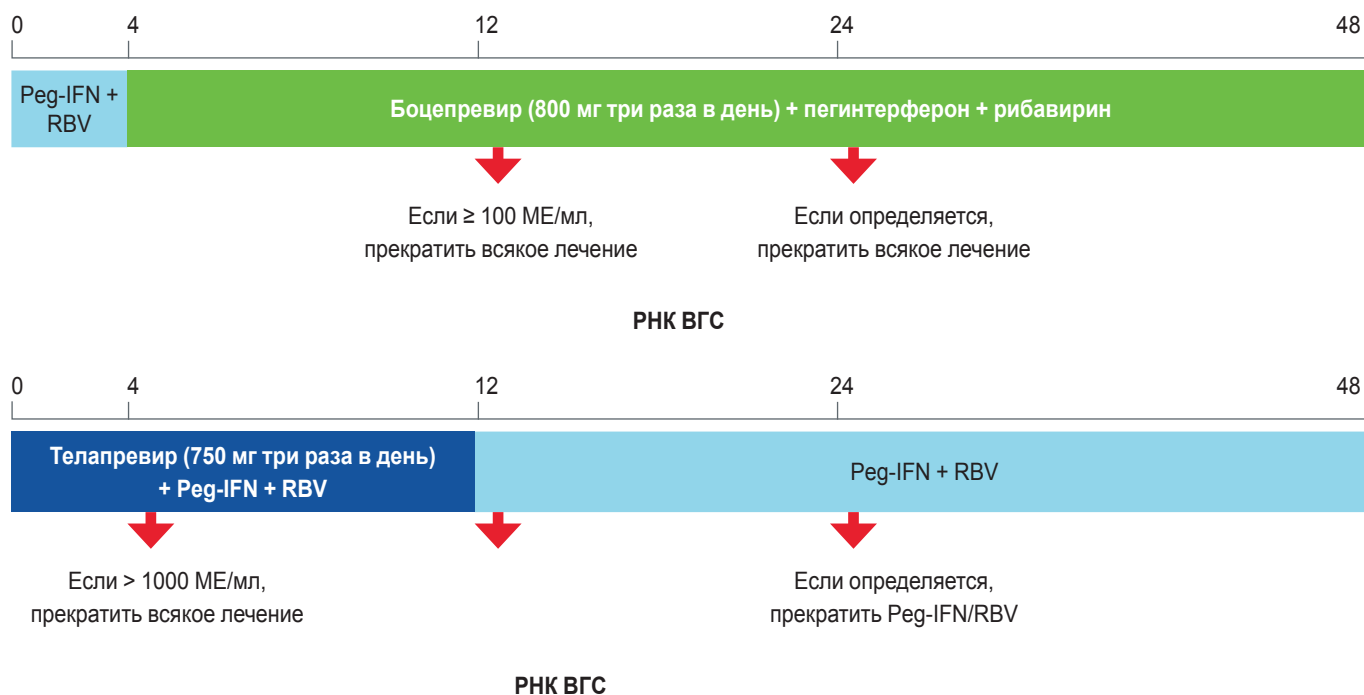 0 4 12 24 48
Peg-IFN +
RBV
Боцепревир (800 мг три раза в день) + пегинтерферон + рибавирин
Если ≥ 100 МЕ/мл,
прекратить всякое лечение
Если определяется,
прекратить всякое лечение
РНК ВГС
0 4 12 24 48
Телапревир (750 мг три раза в день)
+ Peg-IFN + RBV
Peg-IFN + RBV
Если > 1000 МЕ/мл,
прекратить всякое лечение
Если определяется,
прекратить Peg-IFN/RBV
РНК ВГС